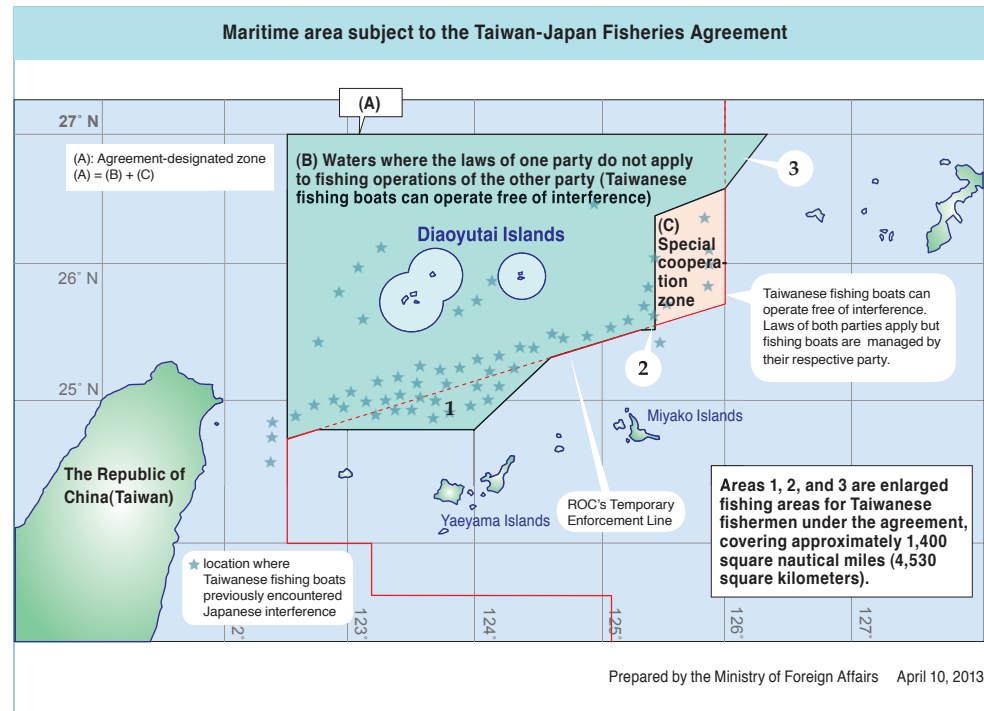 Maritime area subject to the Taiwan-Japan Fisheries Agreement
(A)
27° N
(A): Agreement-designated zone
(A) = (B) + (C)
(B) Waters where the laws of one party do not apply
to fishing operations of the other party (Taiwanese
fishing boats can operate free of interference)
3
Diaoyutai Islands
(C)
Special
coopera-
tion
zone
26° N
Taiwanese fishing boats can
operate free of interference.
Laws of both parties apply but
fishing boats are managed by
their respective party.
2
25° N
1
Miyako Islands
The Republic of
China(Taiwan)
Yaeyama Islands
ROC's Temporary
Enforcement Line
Areas 1, 2, and 3 are enlarged
fishing areas for Taiwanese
fishermen under the agreement,
covering approximately 1,400
square nautical miles (4,530
square kilometers).
location where
Taiwanese fishing boats
previously encountered
Japanese interference
2°
123°
124°
125°
126°
127°
Prepared by the Ministry of Foreign Affairs April 10, 2013